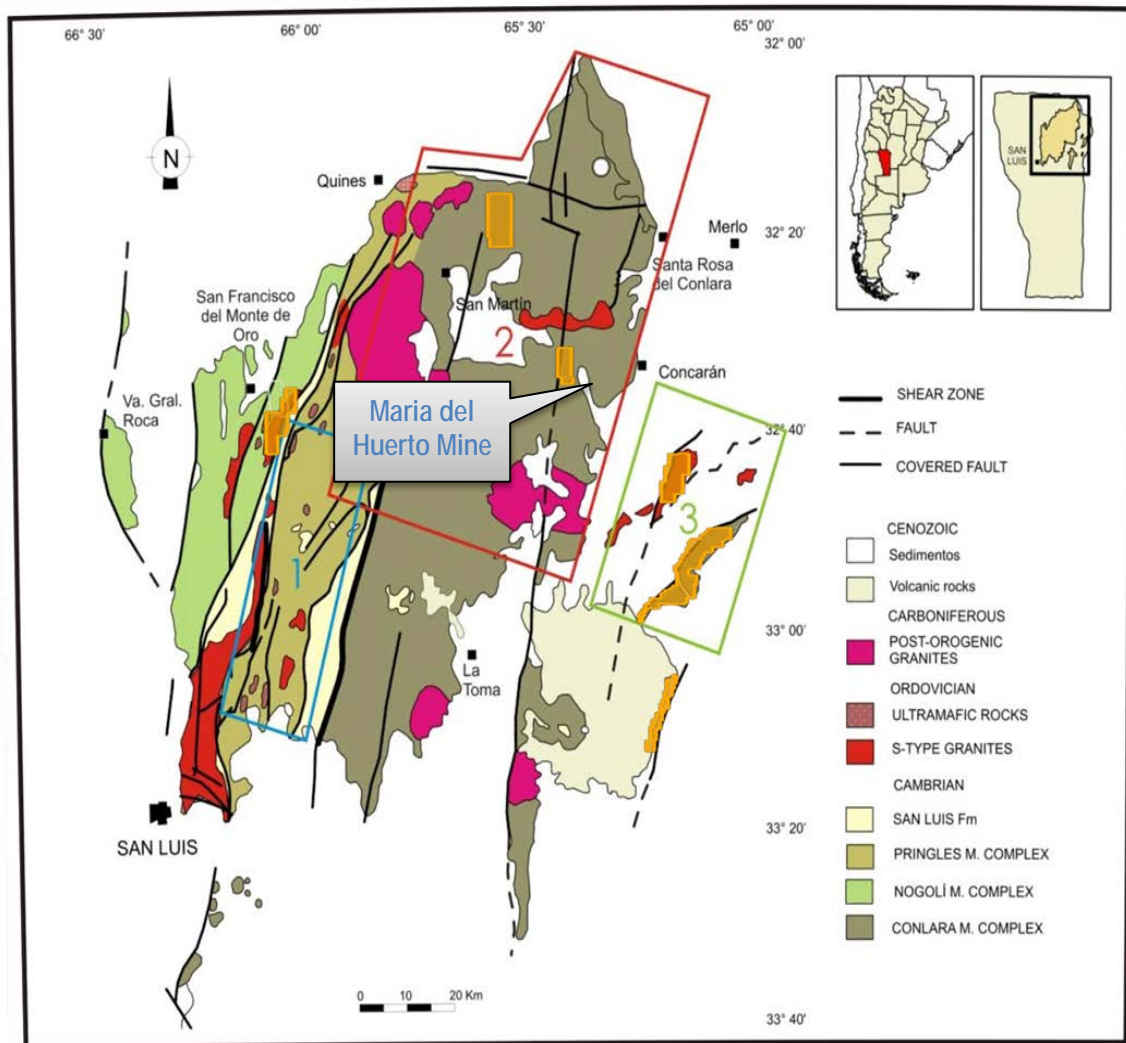 66° 30'
66° 00'
65° 30'
65° 00'
32° 00'
N
Quines
SAN
LUIS
32° 20'
Merlo
Santa Rosa
del Conlara
San Martín
San Francisco
del Monte de
Oro
2
Concarán
Va. Gral.
Roca
Maria del
Huerto Mine
32° 40'
3
1
33° 00'
La
Toma
33° 20'
SAN LUIS
0 10 20 Km
33° 40'
SHEAR ZONE
FAULT
COVERED FAULT
CENOZOIC
Sedimentos
Volcanic rocks
CARBONIFEROUS
POST-OROGENIC
GRANITES
ORDOVICIAN
ULTRAMAFIC ROCKS
S-TYPE GRANITES
CAMBRIAN
SAN LUIS Fm
PRINGLES M. COMPLEX
NOGOLÍ M. COMPLEX
CONLARA M. COMPLEX